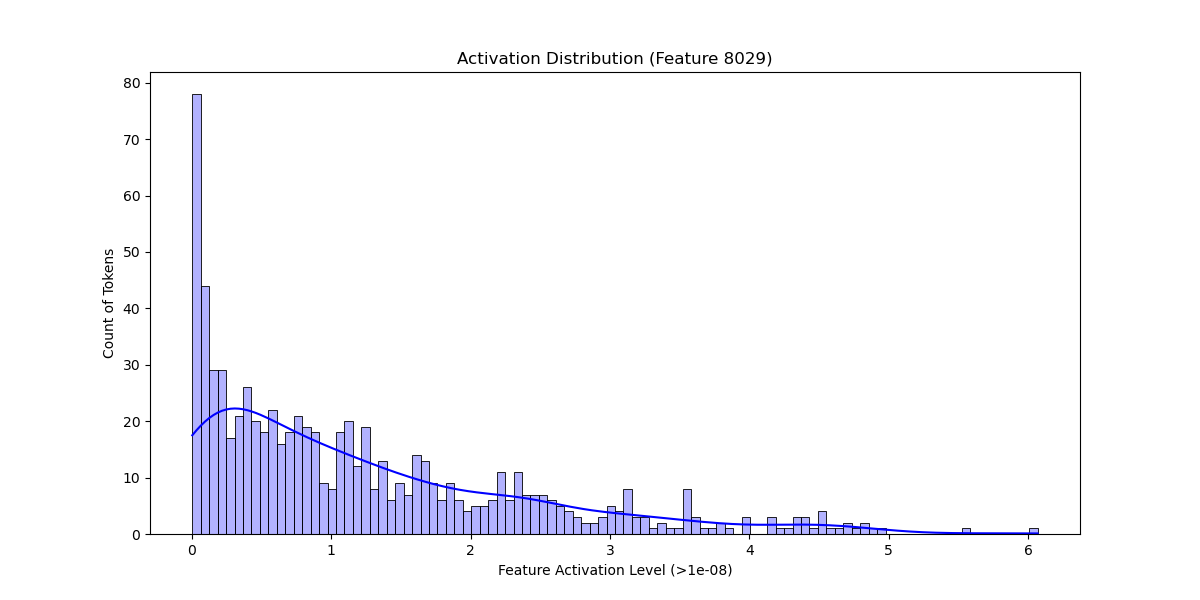 Activation Distribution (Feature 8029)
80
70
60
50
40
30
20
10
0
Count of Tokens
0 1 2 3 4 5 6
Feature Activation Level (>1e-08)